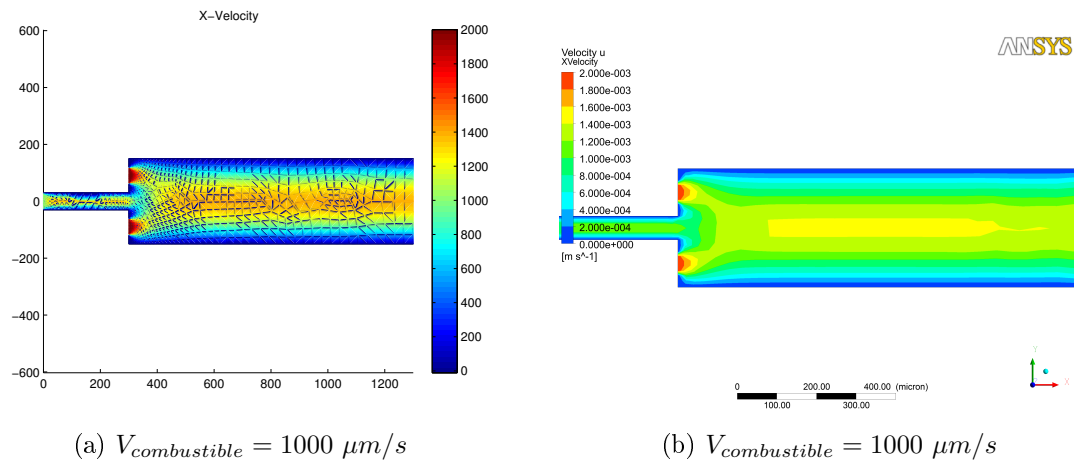 X−Velocity
600
400
200
0
−200
−400
−600
0
200
400
600
800
1000
1200
2000
1800
1600
1400
1200
1000
800
600
400
200
0
Velocity u
XVelocity
2.000e-003
1.800e-003
1.600e-003
1.400e-003
1.200e-003
1.000e-003
8.000e-004
6.000e-004
4.000e-004
2.000e-004
0.000e+000
[m s^-1]
ANSYS
Y
X
0 200.00 400.00 (micron)
100.00 300.00
(a) V_combustible = 1000 μm/s
(b) V_combustible = 1000 μm/s